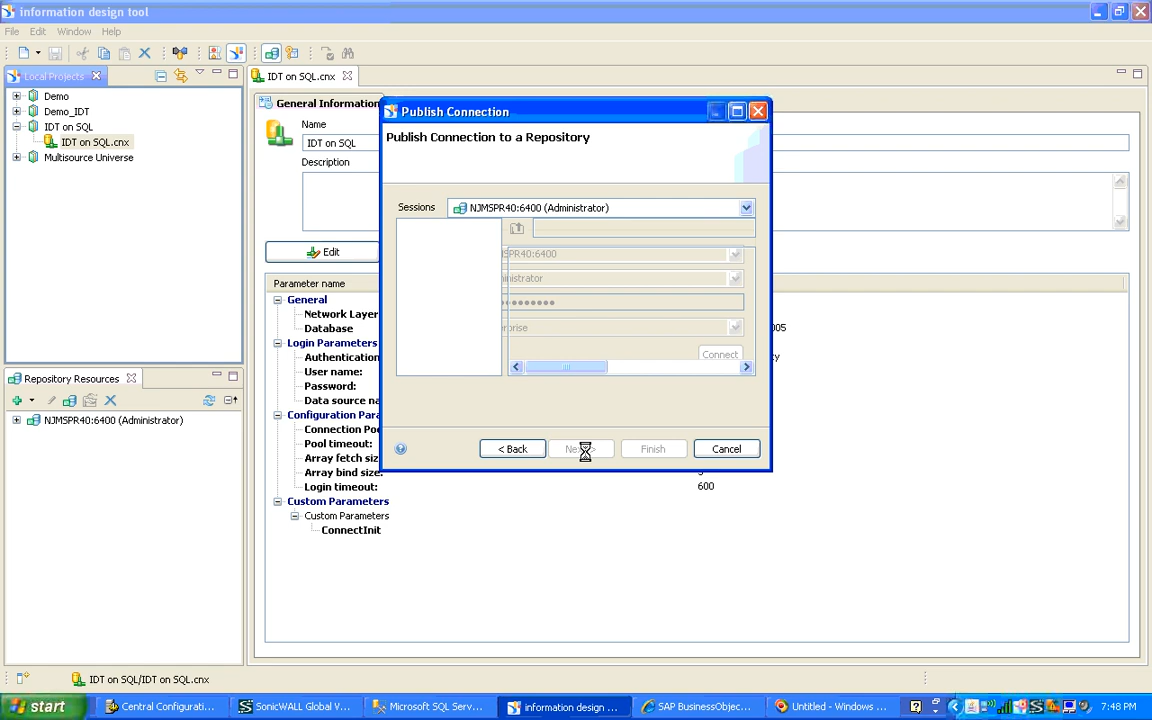 information design tool
File Edit Window Help
Local Projects
IDT on SQL.cnx
Demo
Demo_IDT
IDT on SQL
IDT on SQL.cnx
Multisource Universe
General Information
Name
IDT on SQL
Description
Edit
Parameter name
General
Network Layer
Database
Login Parameters
Authentication
User name:
Password:
Data source na
Configuration Para
Connection Poo
Pool timeout:
Array fetch siz
Array bind size:
Login timeout:
600
Custom Parameters
Custom Parameters
ConnectInit
Publish Connection
Publish Connection to a Repository
Sessions NJMSPR40:6400 (Administrator)
SPR40:6400
inistrator
rprise
Connect
< Back Finish Cancel
Repository Resources
NJMSPR40:6400 (Administrator)
IDT on SQL/IDT on SQL.cnx
start Central Configurati... SonicWALL Global V... Microsoft SQL Serv... information design ... SAP BusinessObjec... Untitled - Windows ... 7:48 PM